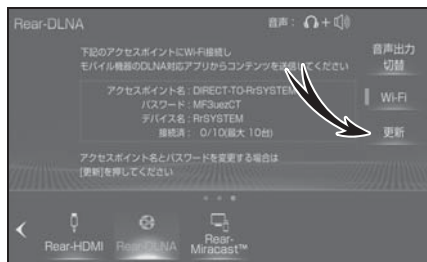 Rear-DLNA
音声:
音声出力
切替
下記のアクセスポイントにWi-Fi接続し
モバイル機器のDLNA対応アプリからコンテンツを送信してください
アクセスポイント名 : DIRECT-TO-RrSYSTEM
パスワード : MF3uezCT
デバイス名 : RrSYSTEM
接続済 : 0/10(最大 10台)
Wi-Fi
更新
アクセスポイント名とパスワードを変更する場合は
[更新]を押してください
Rear-HDMI
Rear-DLNA
Rear-
Miracast™